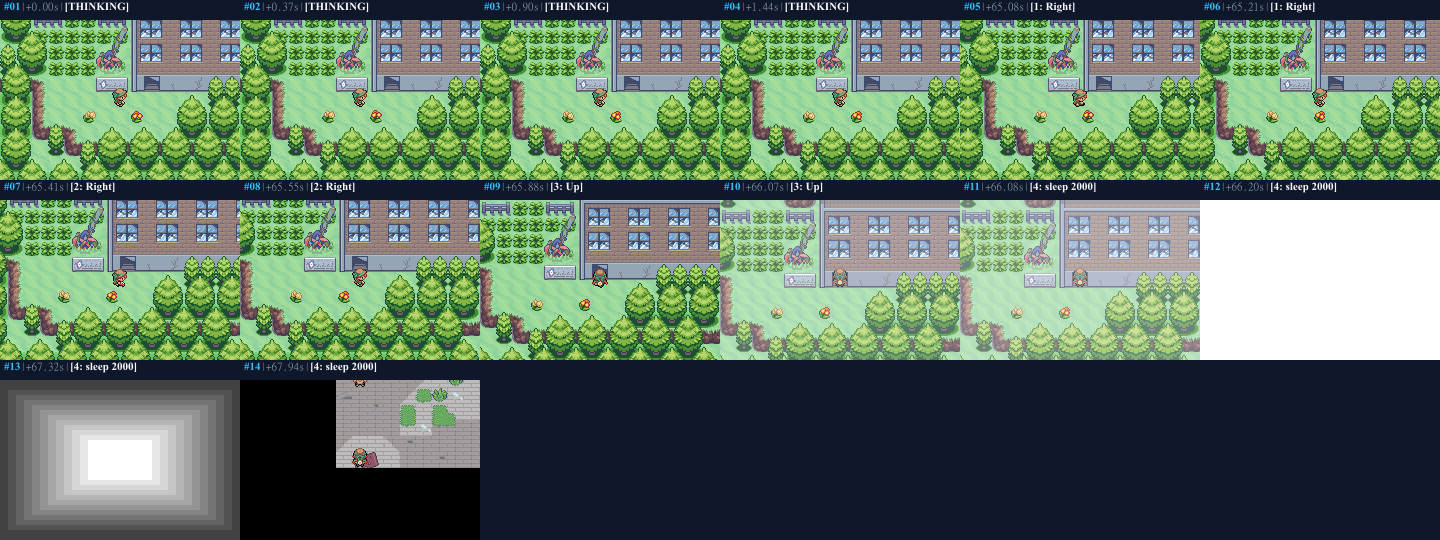 #01|+0.00s|[THINKING]
#02|+0.37s|[THINKING]
#03|+0.90s|[THINKING]
#04|+1.44s|[THINKING]
#05|+65.08s|[1: Right]
#06|+65.21s|[1: Right]
#07|+65.41s|[2: Right]
#08|+65.55s|[2: Right]
#09|+65.88s|[3: Up]
#10|+66.07s|[3: Up]
#11|+66.08s|[4: sleep 2000]
#12|+66.20s|[4: sleep 2000]
#13|+67.32s|[4: sleep 2000]
#14|+67.94s|[4: sleep 2000]